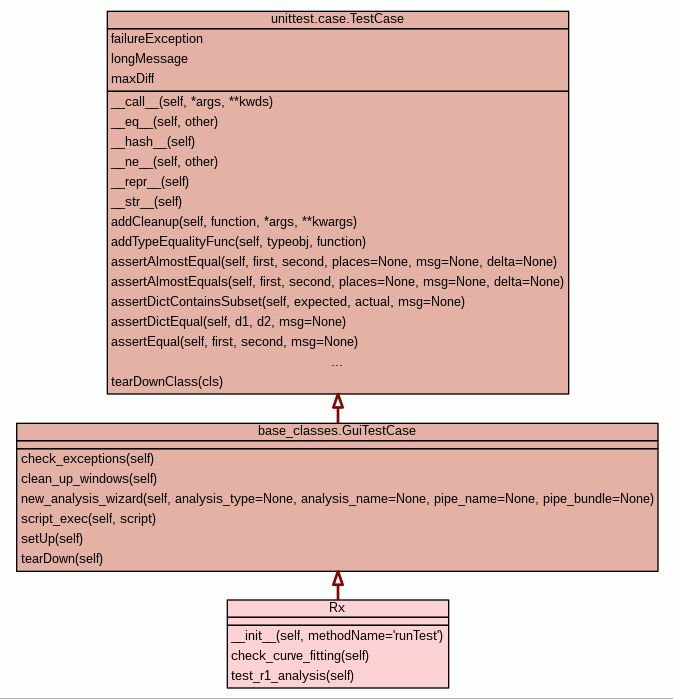 unittest.case.TestCase
failureException
longMessage
maxDiff
__call__(self, *args, **kwds)
__eq__(self, other)
__hash__(self)
__ne__(self, other)
__repr__(self)
__str__(self)
addCleanup(self, function, *args, **kwargs)
addTypeEqualityFunc(self, typeobj, function)
assertAlmostEqual(self, first, second, places=None, msg=None, delta=None)
assertAlmostEquals(self, first, second, places=None, msg=None, delta=None)
assertDictContainsSubset(self, expected, actual, msg=None)
assertDictEqual(self, d1, d2, msg=None)
assertEqual(self, first, second, msg=None)
...
tearDownClass(cls)
base_classes.GuiTestCase
check_exceptions(self)
clean_up_windows(self)
new_analysis_wizard(self, analysis_type=None, analysis_name=None, pipe_name=None, pipe_bundle=None)
script_exec(self, script)
setUp(self)
tearDown(self)
Rx
__init__(self, methodName='runTest')
check_curve_fitting(self)
test_r1_analysis(self)